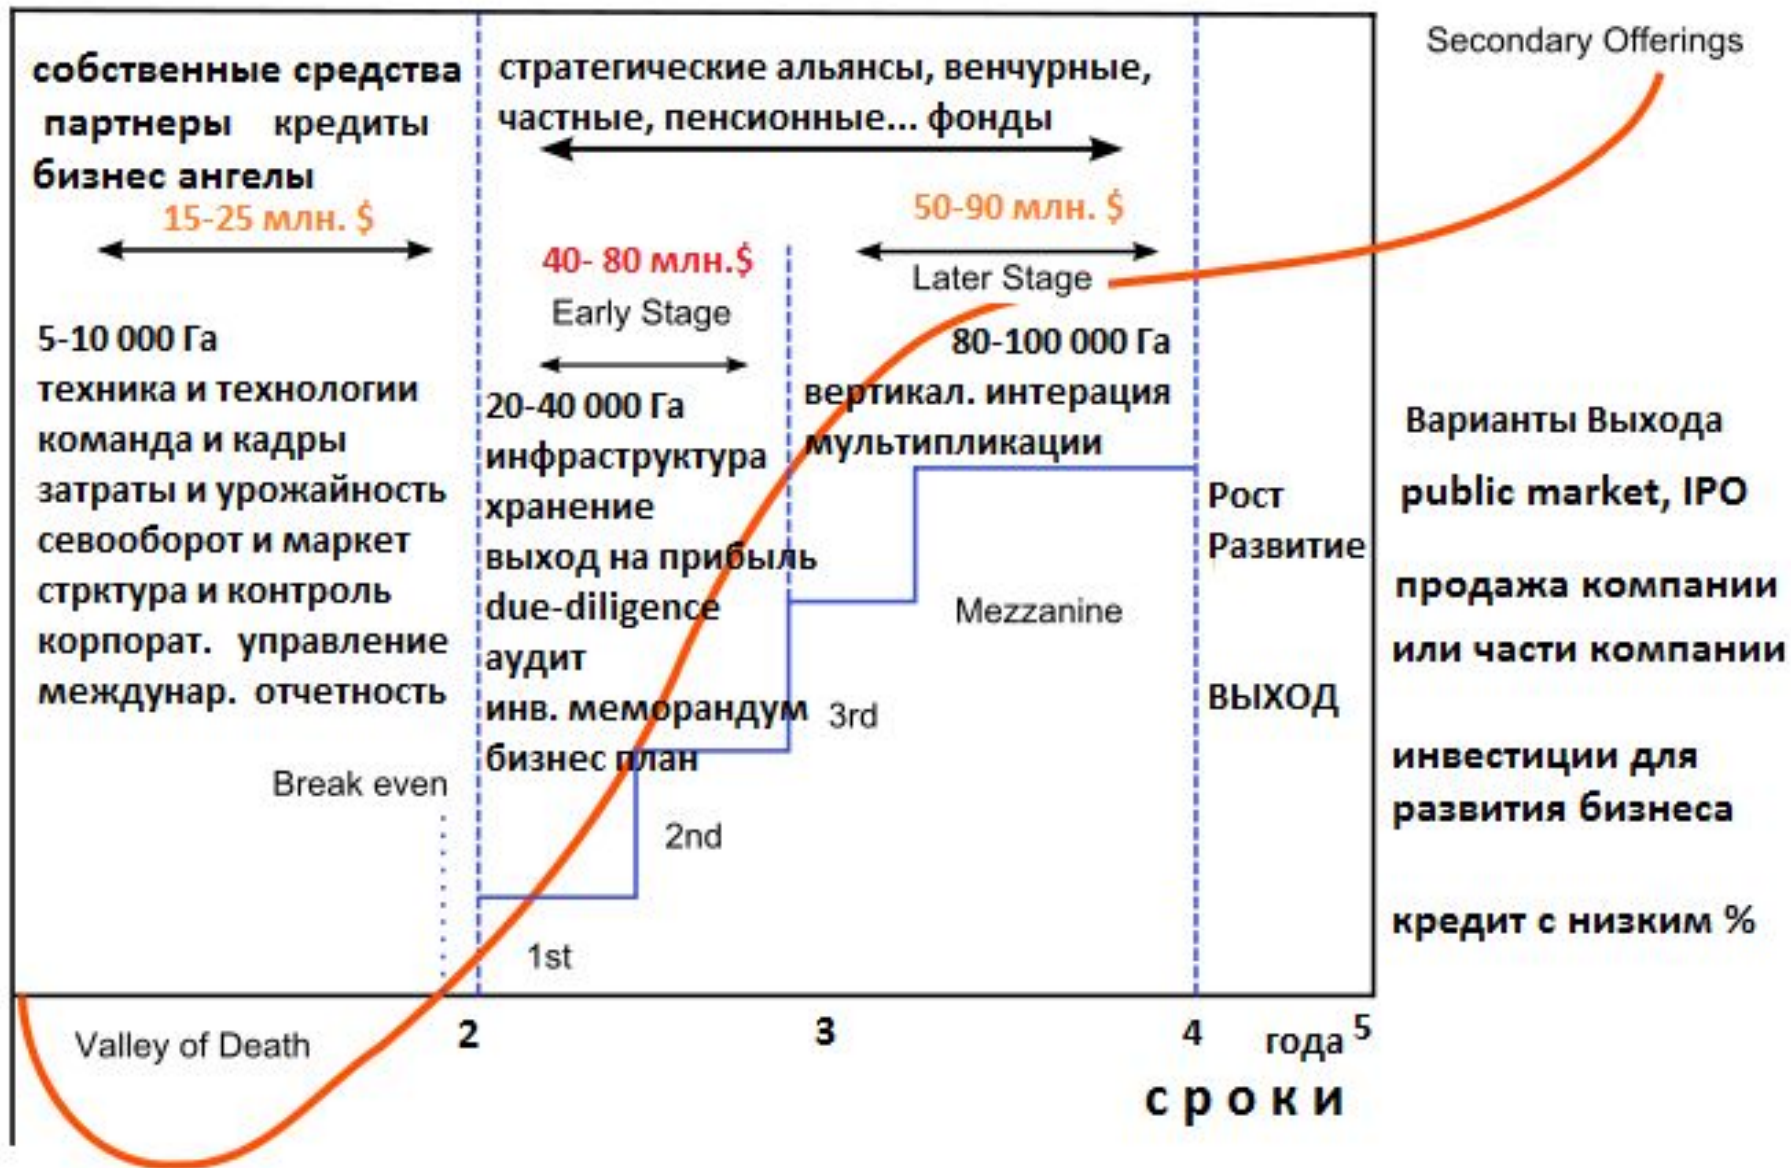 Secondary Offerings
собственные средства
партнеры кредиты
бизнес ангелы
15-25 млн. $
стратегические альянсы, венчурные,
частные, пенсионные... фонды
50-90 млн. $
40- 80 млн.$
Later Stage
Early Stage
5-10 000 Га
техника и технологии
команда и кадры
затраты и урожайность
севооборот и маркет
стрктура и контроль
корпорат. управление
междунар. отчетность
Break even
20-40 000 Га
инфраструктура
хранение
выход на прибыль
due-diligence
аудит
инв. меморандум
бизнес план
80-100 000 Га
вертикал. интерация
мультипликации
Mezzanine
3rd
2nd
1st
Рост
Развитие
ВЫХОД
Варианты Выхода
public market, IPO
продажа компании
или части компании
инвестиции для
развития бизнеса
кредит с низким %
Valley of Death
2 3 4 года 5
сроки